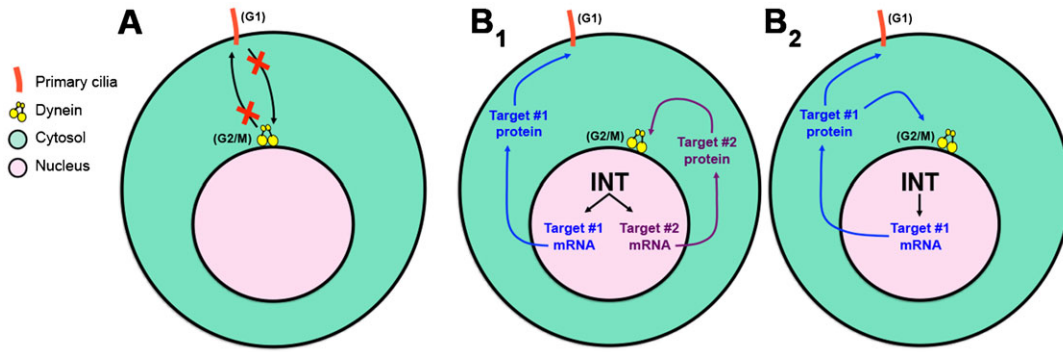 A
(G1)
Primary cilia
Dynein
Cytosol
Nucleus
(G2/M)
B1
(G1)
Target #1
protein
(G2/M)
Target #2
protein
INT
Target #1
mRNA
Target #2
mRNA
B2
(G1)
Target #1
protein
(G2/M)
INT
Target #1
mRNA